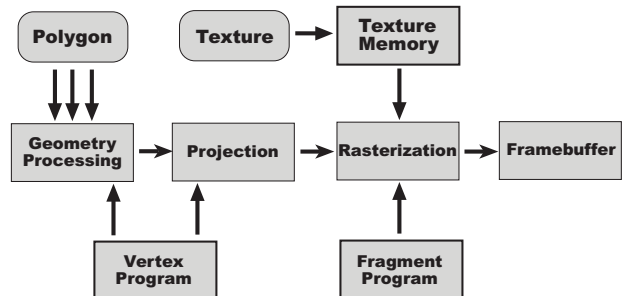 Polygon
Texture
Texture
Memory
Geometry
Processing
Projection
Rasterization
Framebuffer
Vertex
Program
Fragment
Program